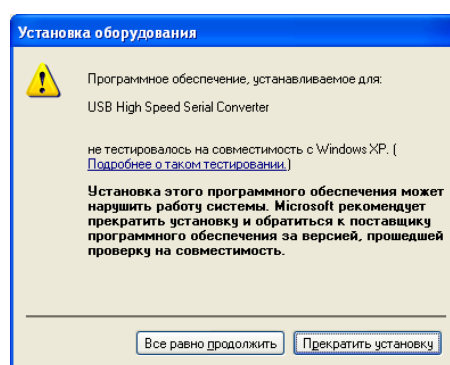 Установка оборудования
Программное обеспечение, устанавливаемое для:
USB High Speed Serial Converter
не тестировалось на совместимость с Windows XP. (
Подробнее о таком тестировании.)
Установка этого программного обеспечения может
нарушить работу системы. Microsoft рекомендует
прекратить установку и обратиться к поставщику
программного обеспечения за версией, прошедшей
проверку на совместимость.
Все равно продолжить
Прекратить установку